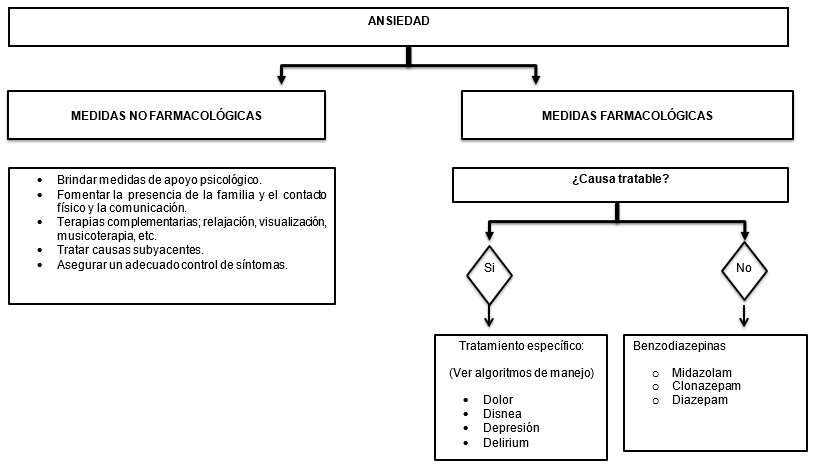 ANSIEDAD
MEDIDAS NO FARMACOLÓGICAS
MEDIDAS FARMACOLÓGICAS
• Brindar medidas de apoyo psicológico.
• Fomentar la presencia de la familia y el contacto
físico y la comunicación.
• Terapias complementarias; relajación, visualización,
musicoterapia, etc.
• Tratar causas subyacentes.
• Asegurar un adecuado control de síntomas.
¿Causa tratable?
Si
No
Tratamiento específico:
(Ver algoritmos de manejo)
• Dolor
• Disnea
• Depresión
• Delirium
Benzodiazepinas
o Midazolam
o Clonazepam
o Diazepam